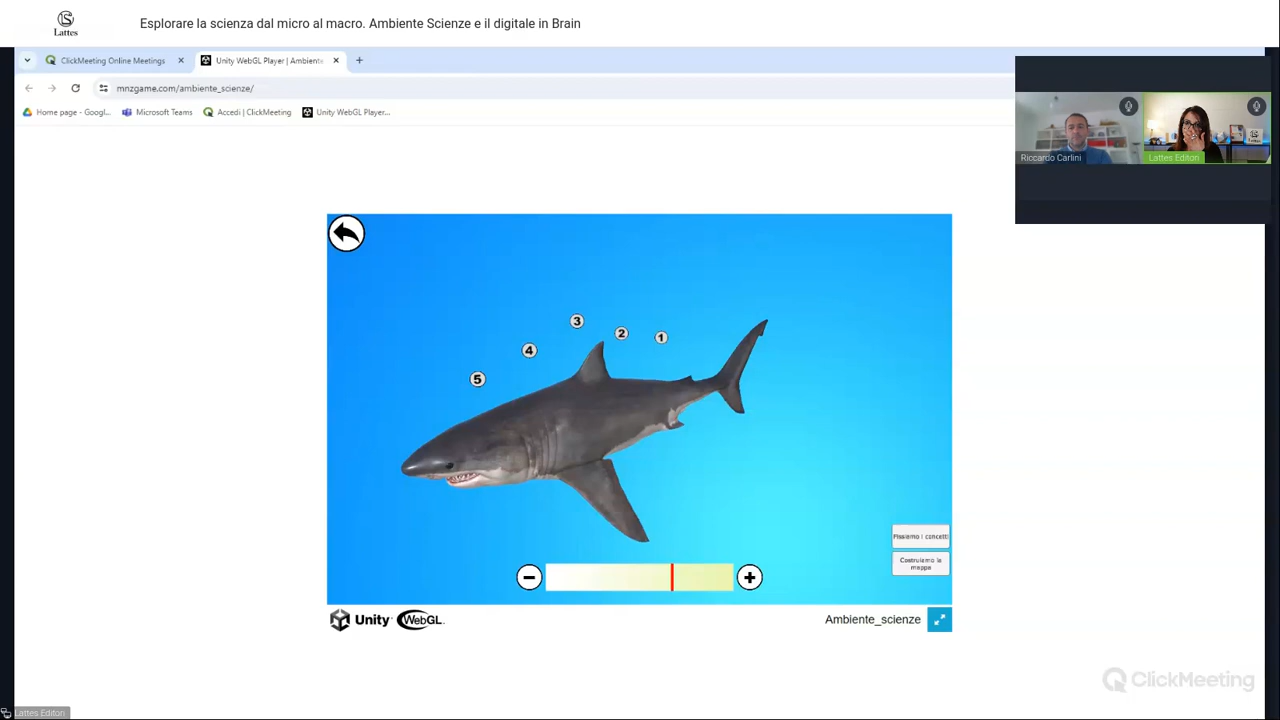 Lattes
Esplorare la scienza dal micro al macro. Ambiente Scienze e il digitale in Brain
ClickMeeting Online Meetings
Unity WebGL Player | Ambiente
mnzgame.com/ambiente_scienze/
Home page - Googl...
Microsoft Teams
Accedi | ClickMeeting
Unity WebGL Player...
Riccardo Carlini
Lattes Editori
3
2
1
4
5
Fissiamo i concetti
Costruiamo la
mappa
Unity WebGL.
Ambiente_scienze
ClickMeeting
Lattes Editori